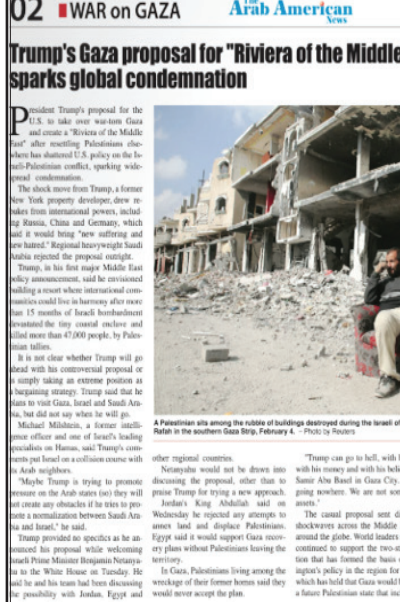 02 WAR on GAZA
The Arab American News
Trump's Gaza proposal for "Riviera of the Middle
sparks global condemnation
President Trump's proposal for the
U.S. to take over war-torn Gaza
and create a "Riviera of the Middle
East" after resettling Palestinians else-
where has shattered U.S. policy on the Is-
raeli-Palestinian conflict, sparking wide-
spread condemnation.
The shock move from Trump, a former
New York property developer, drew re-
bukes from international powers, includ-
ing Russia, China and Germany, which
said it would bring "new suffering and
new hatred." Regional heavyweight Saudi
Arabia rejected the proposal outright.
Trump, in his first major Middle East
policy announcement, said he envisioned
building a resort where international com-
munities could live in harmony after more
than 15 months of Israeli bombardment
devastated the tiny coastal enclave and
killed more than 47,000 people, by Pales-
tinian tallies.
It is not clear whether Trump will go
ahead with his controversial proposal or
is simply taking an extreme position as
a bargaining strategy. Trump said that he
plans to visit Gaza, Israel and Saudi Ara-
bia, but did not say when he will go.
Michael Milshtein, a former intelli-
gence officer and one of Israel's leading
specialists on Hamas, said Trump's com-
ments put Israel on a collision course with
its Arab neighbors.
"Maybe Trump is trying to promote
pressure on the Arab states (so) they will
not create any obstacles if he tries to pro-
mote a normalization between Saudi Ara-
bia and Israel," he said.
Trump provided no specifics as he an-
nounced his proposal while welcoming
Israeli Prime Minister Benjamin Netanya-
hu to the White House on Tuesday. He
said he and his team had been discussing
the possibility with Jordan, Egypt and
A Palestinian sits among the rubble of buildings destroyed during the Israeli of
Rafah in the southern Gaza Strip, February 4. – Photo by Reuters
other regional countries.
Netanyahu would not be drawn into
discussing the proposal, other than to
praise Trump for trying a new approach.
Jordan's King Abdullah said on
Wednesday he rejected any attempts to
annex land and displace Palestinians.
Egypt said it would support Gaza recov-
ery plans without Palestinians leaving the
territory.
In Gaza, Palestinians living among the
wreckage of their former homes said they
would never accept the plan.
"Trump can go to hell, with
with his money and with his beli
Samir Abu Basel in Gaza City.
going nowhere. We are not som
assets."
The casual proposal sent di
shockwaves across the Middle
around the globe. World leaders
continued to support the two-st
tion that has formed the basis
ington's policy in the region for
which has held that Gaza would
a future Palestinian state that inc